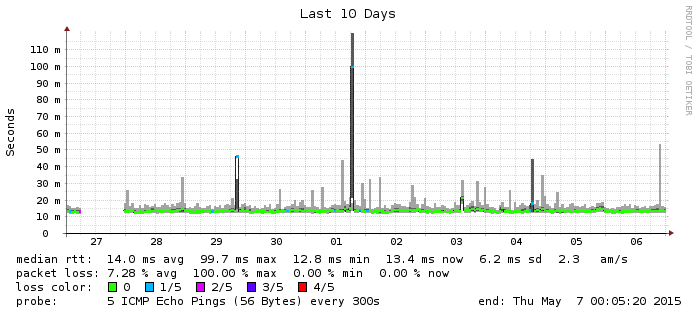 Last 10 Days
RRDTOOL / TOBI OETIKER
Seconds
110 m
100 m
90 m
80 m
70 m
60 m
50 m
40 m
30 m
20 m
10 m
0
27 28 29 30 01 02 03 04 05 06
median rtt: 14.0 ms avg 99.7 ms max 12.8 ms min 13.4 ms now 6.2 ms sd 2.3 am/s
packet loss: 7.28 % avg 100.00 % max 0.00 % min 0.00 % now
loss color: 0 1/5 2/5 3/5 4/5
probe: 5 ICMP Echo Pings (56 Bytes) every 300s end: Thu May 7 00:05:20 2015